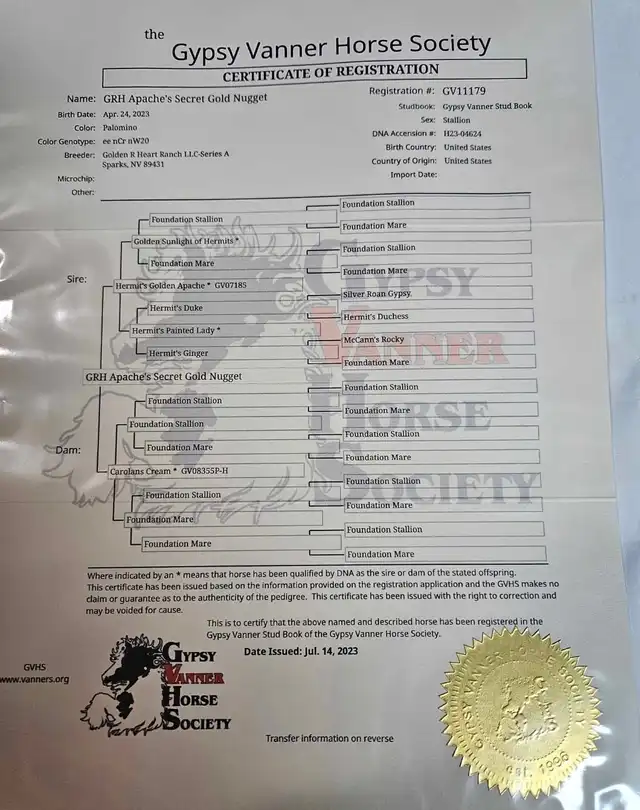 the
Gypsy Vanner Horse Society
CERTIFICATE OF REGISTRATION
Name: GRH Apache's Secret Gold Nugget
Birth Date: Apr. 24, 2023
Color: Palomino
Color Genotype: ee nCr nW20
Breeder: Golden R Heart Ranch LLC-Series A
Sparks, NV 89431
Microchip:
Other:
Registration #: GV11179
Studbook: Gypsy Vanner Stud Book
Sex: Stallion
DNA Accession #: H23-04624
Birth Country: United States
Country of Origin: United States
Import Date:
Foundation Stallion
Foundation Stallion
Foundation Mare
Golden Sunlight of Hermits *
Foundation Stallion
Foundation Mare
Foundation Mare
Sire:
Hermit's Golden Apache * GV07185
Silver Roan Gypsy,
Hermit's Duke
Hermit's Duchess
Hermit's Painted Lady *
McCann's Rocky
Hermit's Ginger
Foundation Mare
GRH Apache's Secret Gold Nugget
Foundation Stallion
Foundation Stallion
Foundation Mare
Foundation Stallion
Foundation Stallion
Foundation Mare
Foundation Mare
Dam:
Carolans Cream * GV08355P-H
Foundation Stallion
Foundation Stallion
Foundation Mare
Foundation Mare
Foundation Stallion
Foundation Mare
Foundation Mare
GYPSY
VANNER
HORSE
SOCIETY
Where indicated by an * means that horse has been qualified by DNA as the sire or dam of the stated offspring.
This certificate has been issued based on the information provided on the registration application and the GVHS makes no
claim or guarantee as to the authenticity of the pedigree. This certificate has been issued with the right to correction and
may be voided for cause.
This is to certify that the above named and described horse has been registered in the
Gypsy Vanner Stud Book of the Gypsy Vanner Horse Society.
Date Issued: Jul. 14, 2023
GVHS
www.vanners.org
GYPSY
VANNER
HORSE
SOCIETY
Transfer information on reverse
GYPSY VANNER HORSE SOCIETY
est. 1996